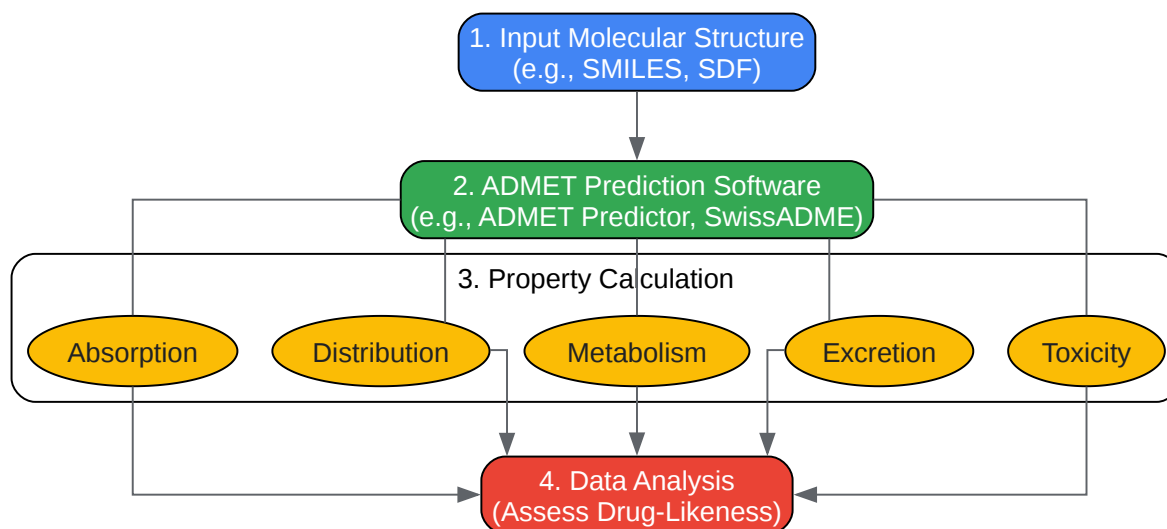 1. Input Molecular Structure
(e.g., SMILES, SDF)
2. ADMET Prediction Software
(e.g., ADMET Predictor, SwissADME)
3. Property Calculation
Absorption
Distribution
Metabolism
Excretion
Toxicity
4. Data Analysis
(Assess Drug-Likeness)